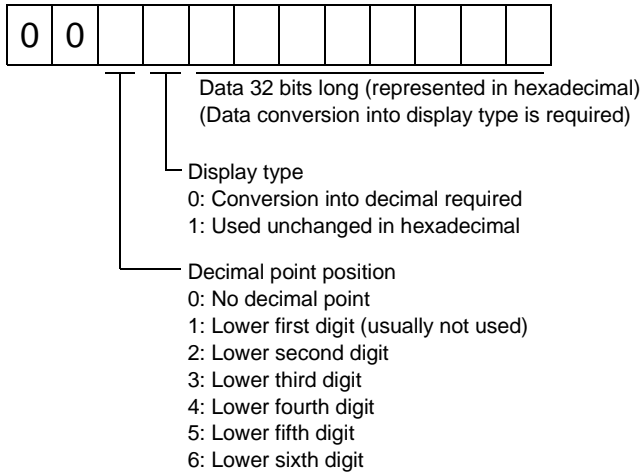 0 0
Data 32 bits long (represented in hexadecimal)
(Data conversion into display type is required)
Display type
0: Conversion into decimal required
1: Used unchanged in hexadecimal
Decimal point position
0: No decimal point
1: Lower first digit (usually not used)
2: Lower second digit
3: Lower third digit
4: Lower fourth digit
5: Lower fifth digit
6: Lower sixth digit